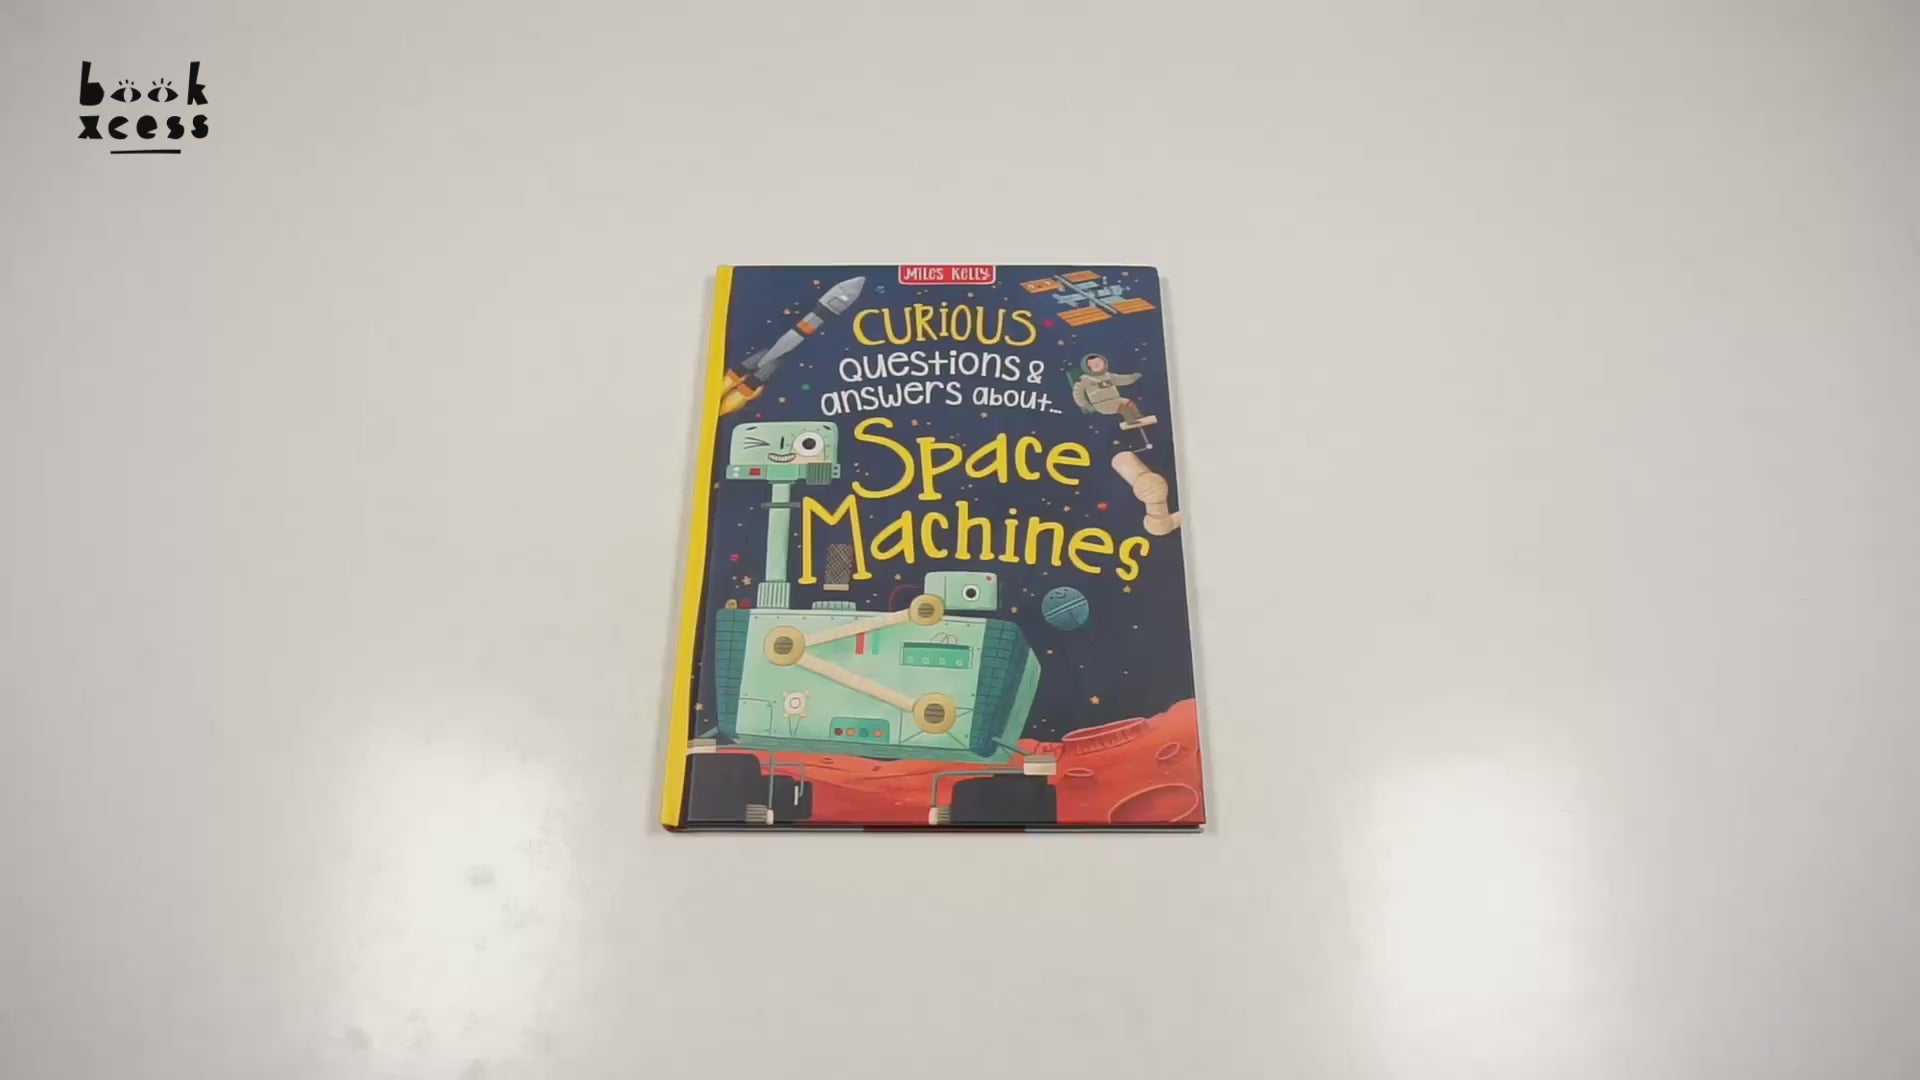 book
xcess
Miles Kelly
CURIOUS
Questions &
answers about...
Space
Machines